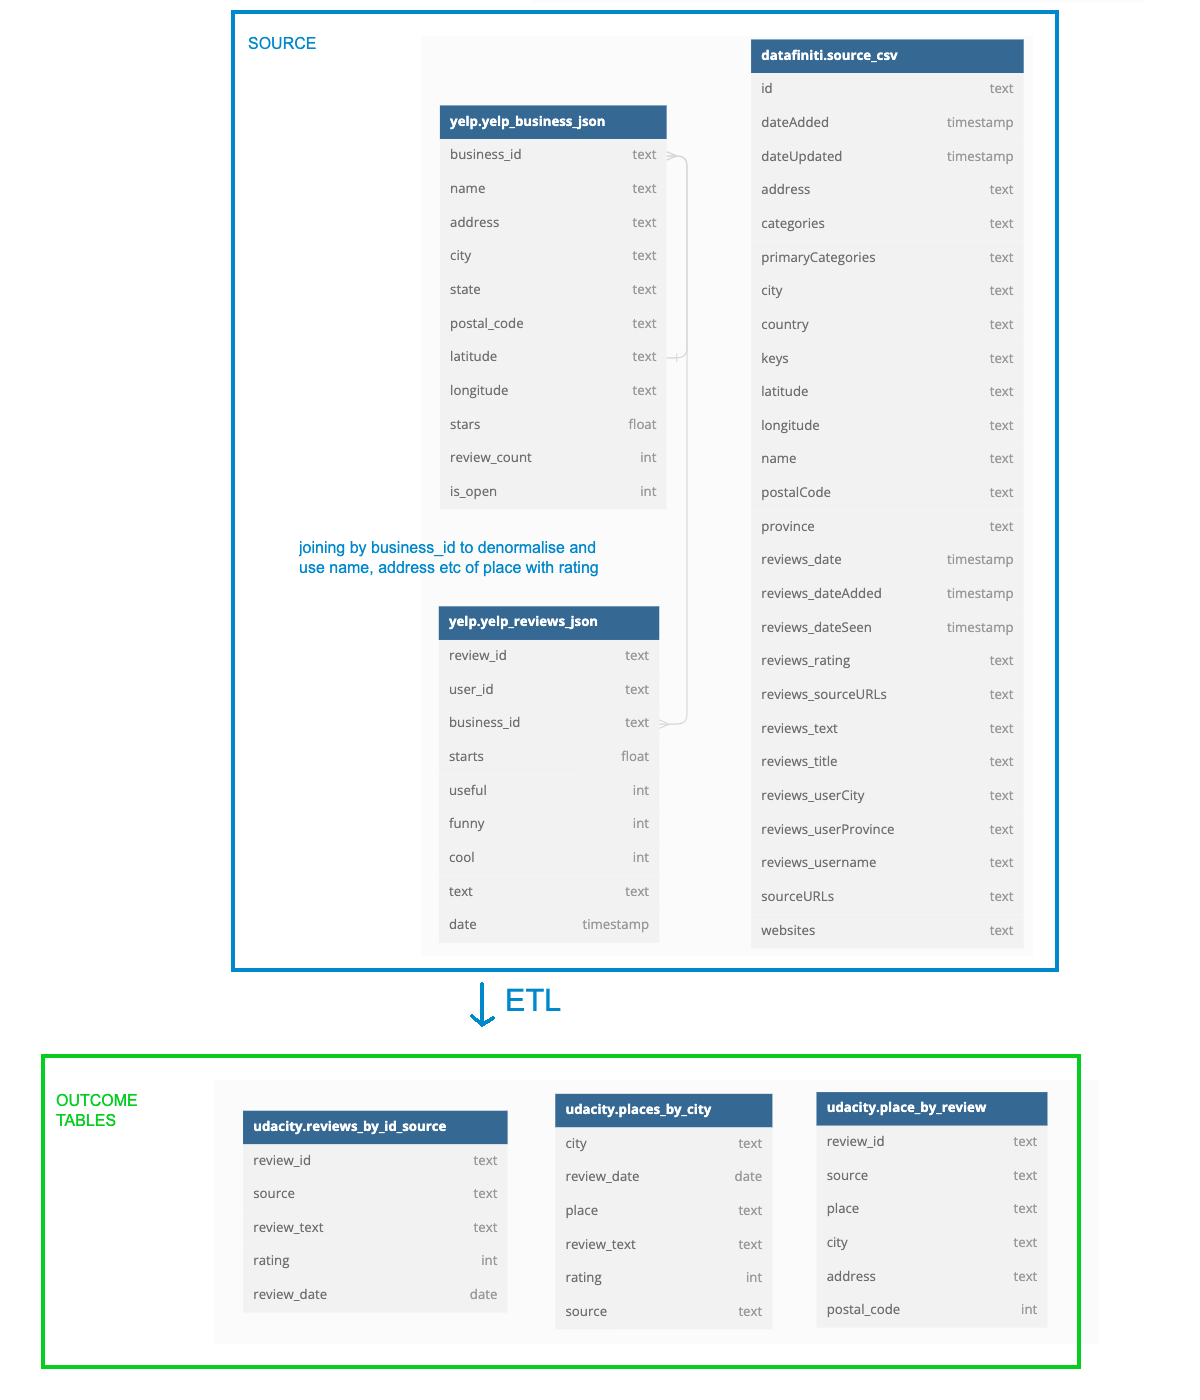 SOURCE
yelp.yelp_business_json
business_id text
name text
address text
city text
state text
postal_code text
latitude text
longitude text
stars float
review_count int
is_open int
joining by business_id to denormalise and
use name, address etc of place with rating
yelp.yelp_reviews_json
review_id text
user_id text
business_id text
starts float
useful int
funny int
cool int
text text
date timestamp
datafiniti.source_csv
id text
dateAdded timestamp
dateUpdated timestamp
address text
categories text
primaryCategories text
city text
country text
keys text
latitude text
longitude text
name text
postalCode text
province text
reviews_date timestamp
reviews_dateAdded timestamp
reviews_dateSeen timestamp
reviews_rating text
reviews_sourceURLs text
reviews_text text
reviews_title text
reviews_userCity text
reviews_userProvince text
reviews_username text
sourceURLs text
websites text
ETL
OUTCOME
TABLES
udacity.reviews_by_id_source
review_id text
source text
review_text text
rating int
review_date date
udacity.places_by_city
city text
review_date date
place text
review_text text
rating int
source text
udacity.place_by_review
review_id text
source text
place text
city text
address text
postal_code int